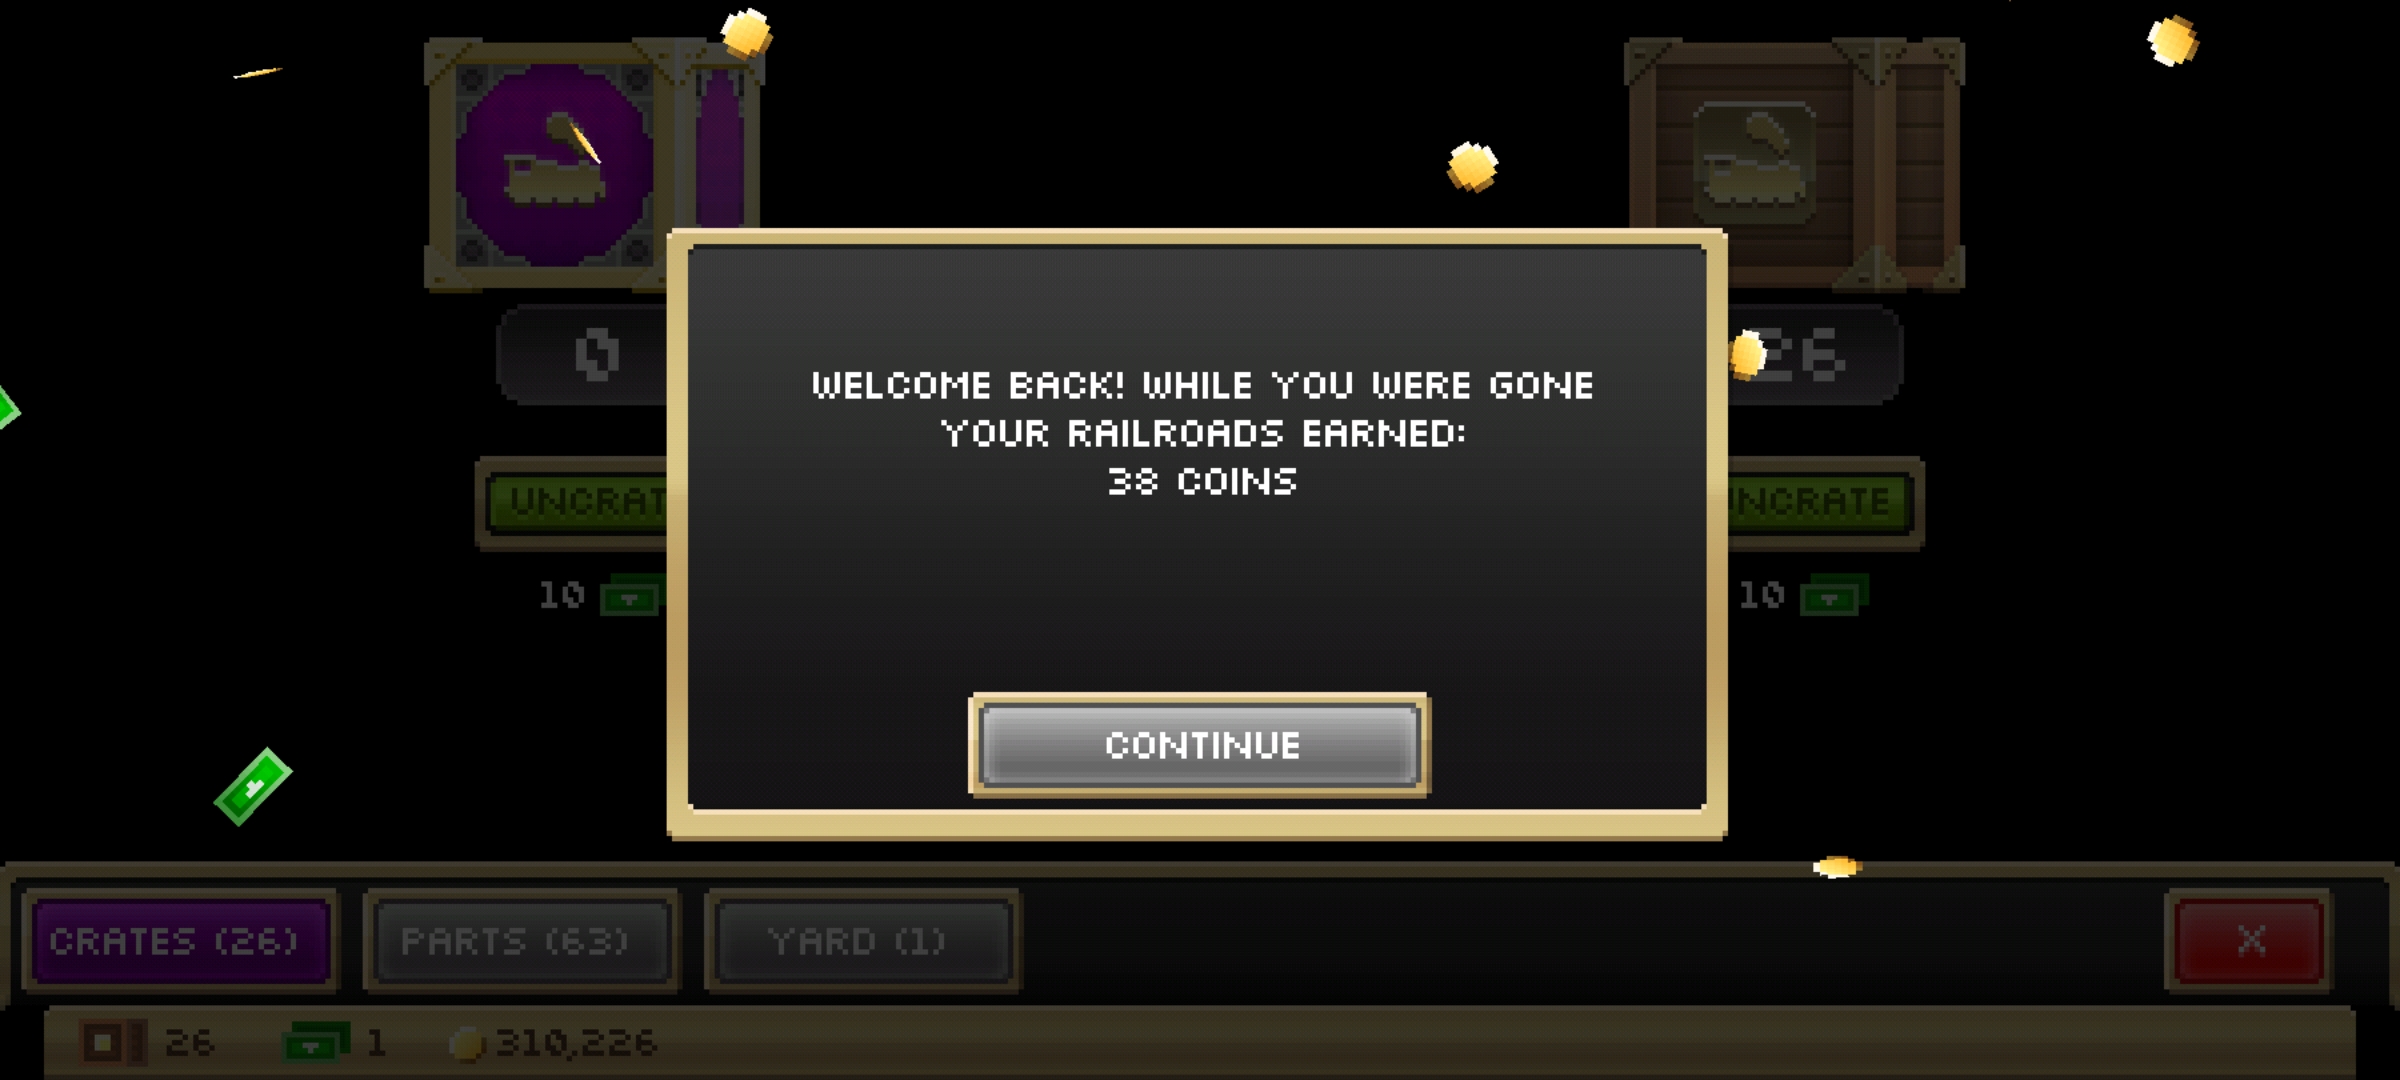 0
26
WELCOME BACK! WHILE YOU WERE GONE
YOUR RAILROADS EARNED:
38 COINS
UNCRAT
NCRATE
10
10
CONTINUE
CRATES (26)
PARTS (63)
YARD (1)
X
26
1
310,226